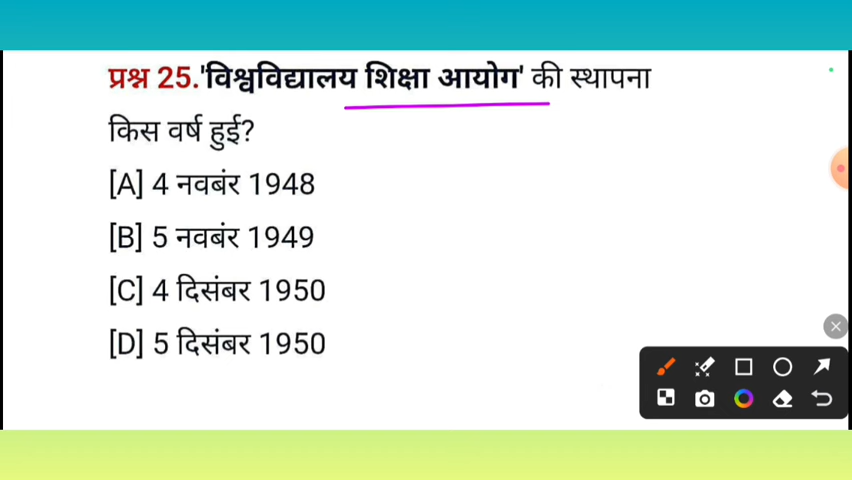 प्रश्न 25.'विश्वविद्यालय शिक्षा आयोग' की स्थापना
किस वर्ष हुई?
[A] 4 नवबंर 1948
[B] 5 नवबंर 1949
[C] 4 दिसंबर 1950
[D] 5 दिसंबर 1950